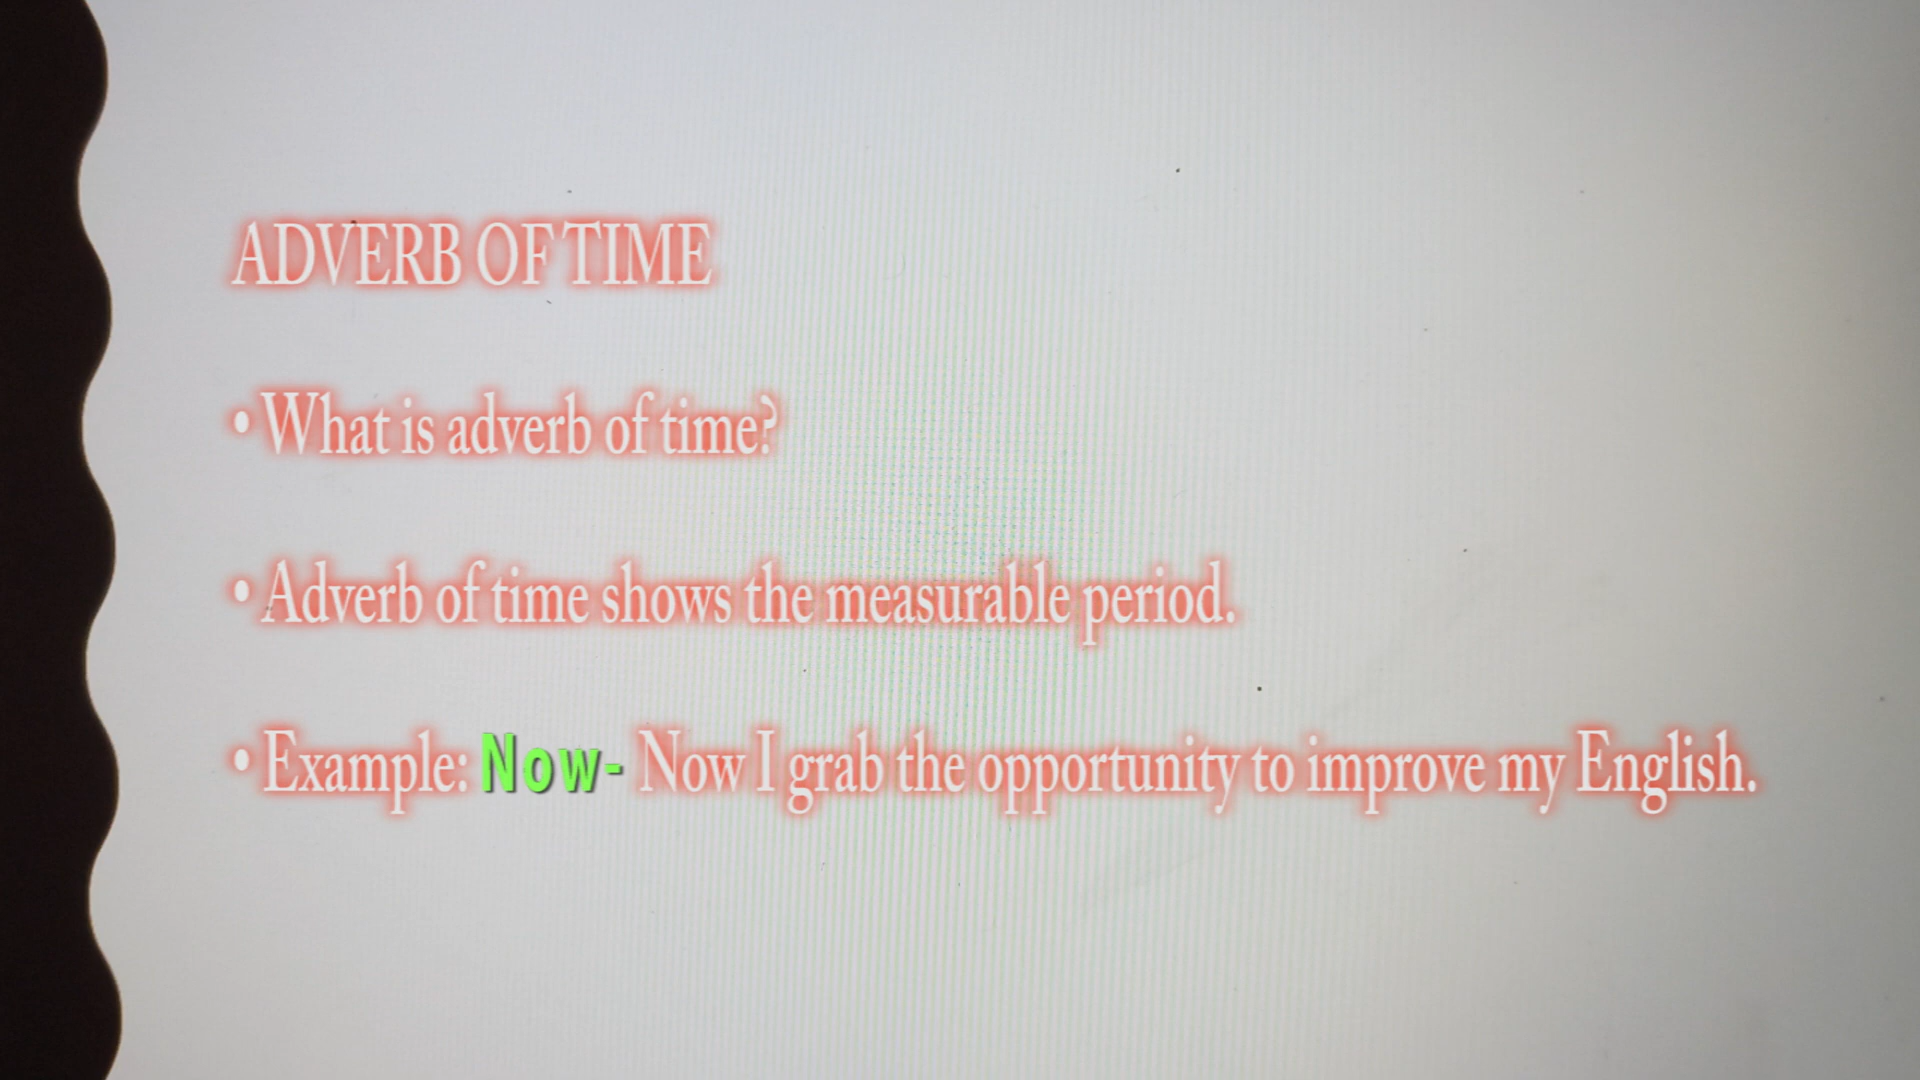 ADVERB OF TIME
• What is adverb of time?
• Adverb of time shows the measurable period.
• Example: Now- Now I grab the opportunity to improve my English.